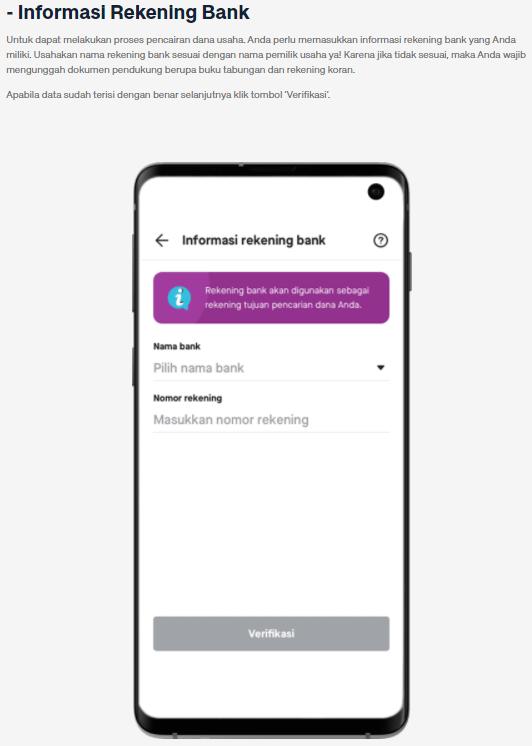 - Informasi Rekening Bank
Untuk dapat melakukan proses pencairan dana usaha. Anda perlu memasukkan informasi rekening bank yang Anda
miliki. Usahakan nama rekening bank sesuai dengan nama pemilik usaha ya! Karena jika tidak sesuai, maka Anda wajib
mengunggah dokumen pendukung berupa buku tabungan dan rekening koran.
Apabila data sudah terisi dengan benar selanjutnya klik tombol 'Verifikasi'.
Informasi rekening bank
Rekening bank akan digunakan sebagai
rekening tujuan pencarian dana Anda.
Nama bank
Pilih nama bank
Nomor rekening
Masukkan nomor rekening
Verifikasi